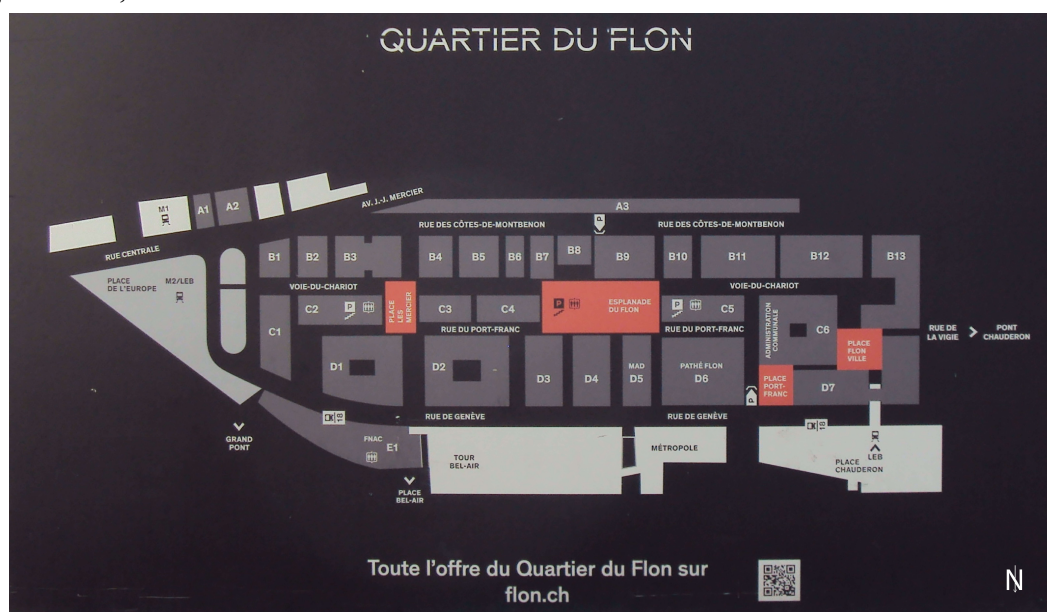 QUARTIER DU FLON
AV. J.-J. MERCIER
M1
A1
A2
A3
RUE DES CÔTES-DE-MONTBENON
RUE DES CÔTES-DE-MONTBENON
P
RUE CENTRALE
B1
B2
B3
B4
B5
B6
B7
B8
B9
B10
B11
B12
B13
PLACE
DE L'EUROPE
M2/LEB
VOIE-DU-CHARIOT
VOIE-DU-CHARIOT
C1
C2
P
PLACE
LES
MERCIER
C3
C4
P
ESPLANADE
DU FLON
P
C5
ADMINISTRATION
COMMUNALE
C6
RUE DU PORT-FRANC
RUE DU PORT-FRANC
PLACE
FLON
VILLE
RUE DE
LA VIGIE
PONT
CHAUDERON
D1
D2
D3
D4
MAD
D5
PATHÉ FLON
D6
PLACE
PORT-
FRANC
D7
P
RUE DE GENÈVE
RUE DE GENÈVE
18
18
GRAND
PONT
FNAC
E1
TOUR
BEL-AIR
MÉTROPOLE
PLACE
CHAUDERON
LEB
PLACE
BEL-AIR
Toute l'offre du Quartier du Flon sur
flon.ch
N